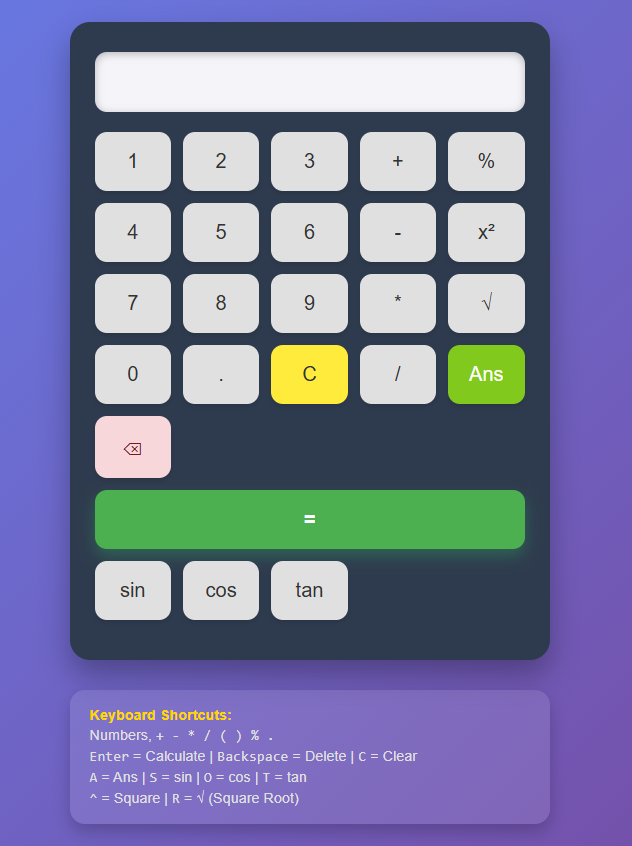 1 2 3 + %
4 5 6 - x²
7 8 9 * √
0 . C / Ans
⌫
=
sin cos tan
Keyboard Shortcuts:
Numbers, + - * / ( ) % .
Enter = Calculate | Backspace = Delete | C = Clear
A = Ans | S = sin | O = cos | T = tan
^ = Square | R = √ (Square Root)